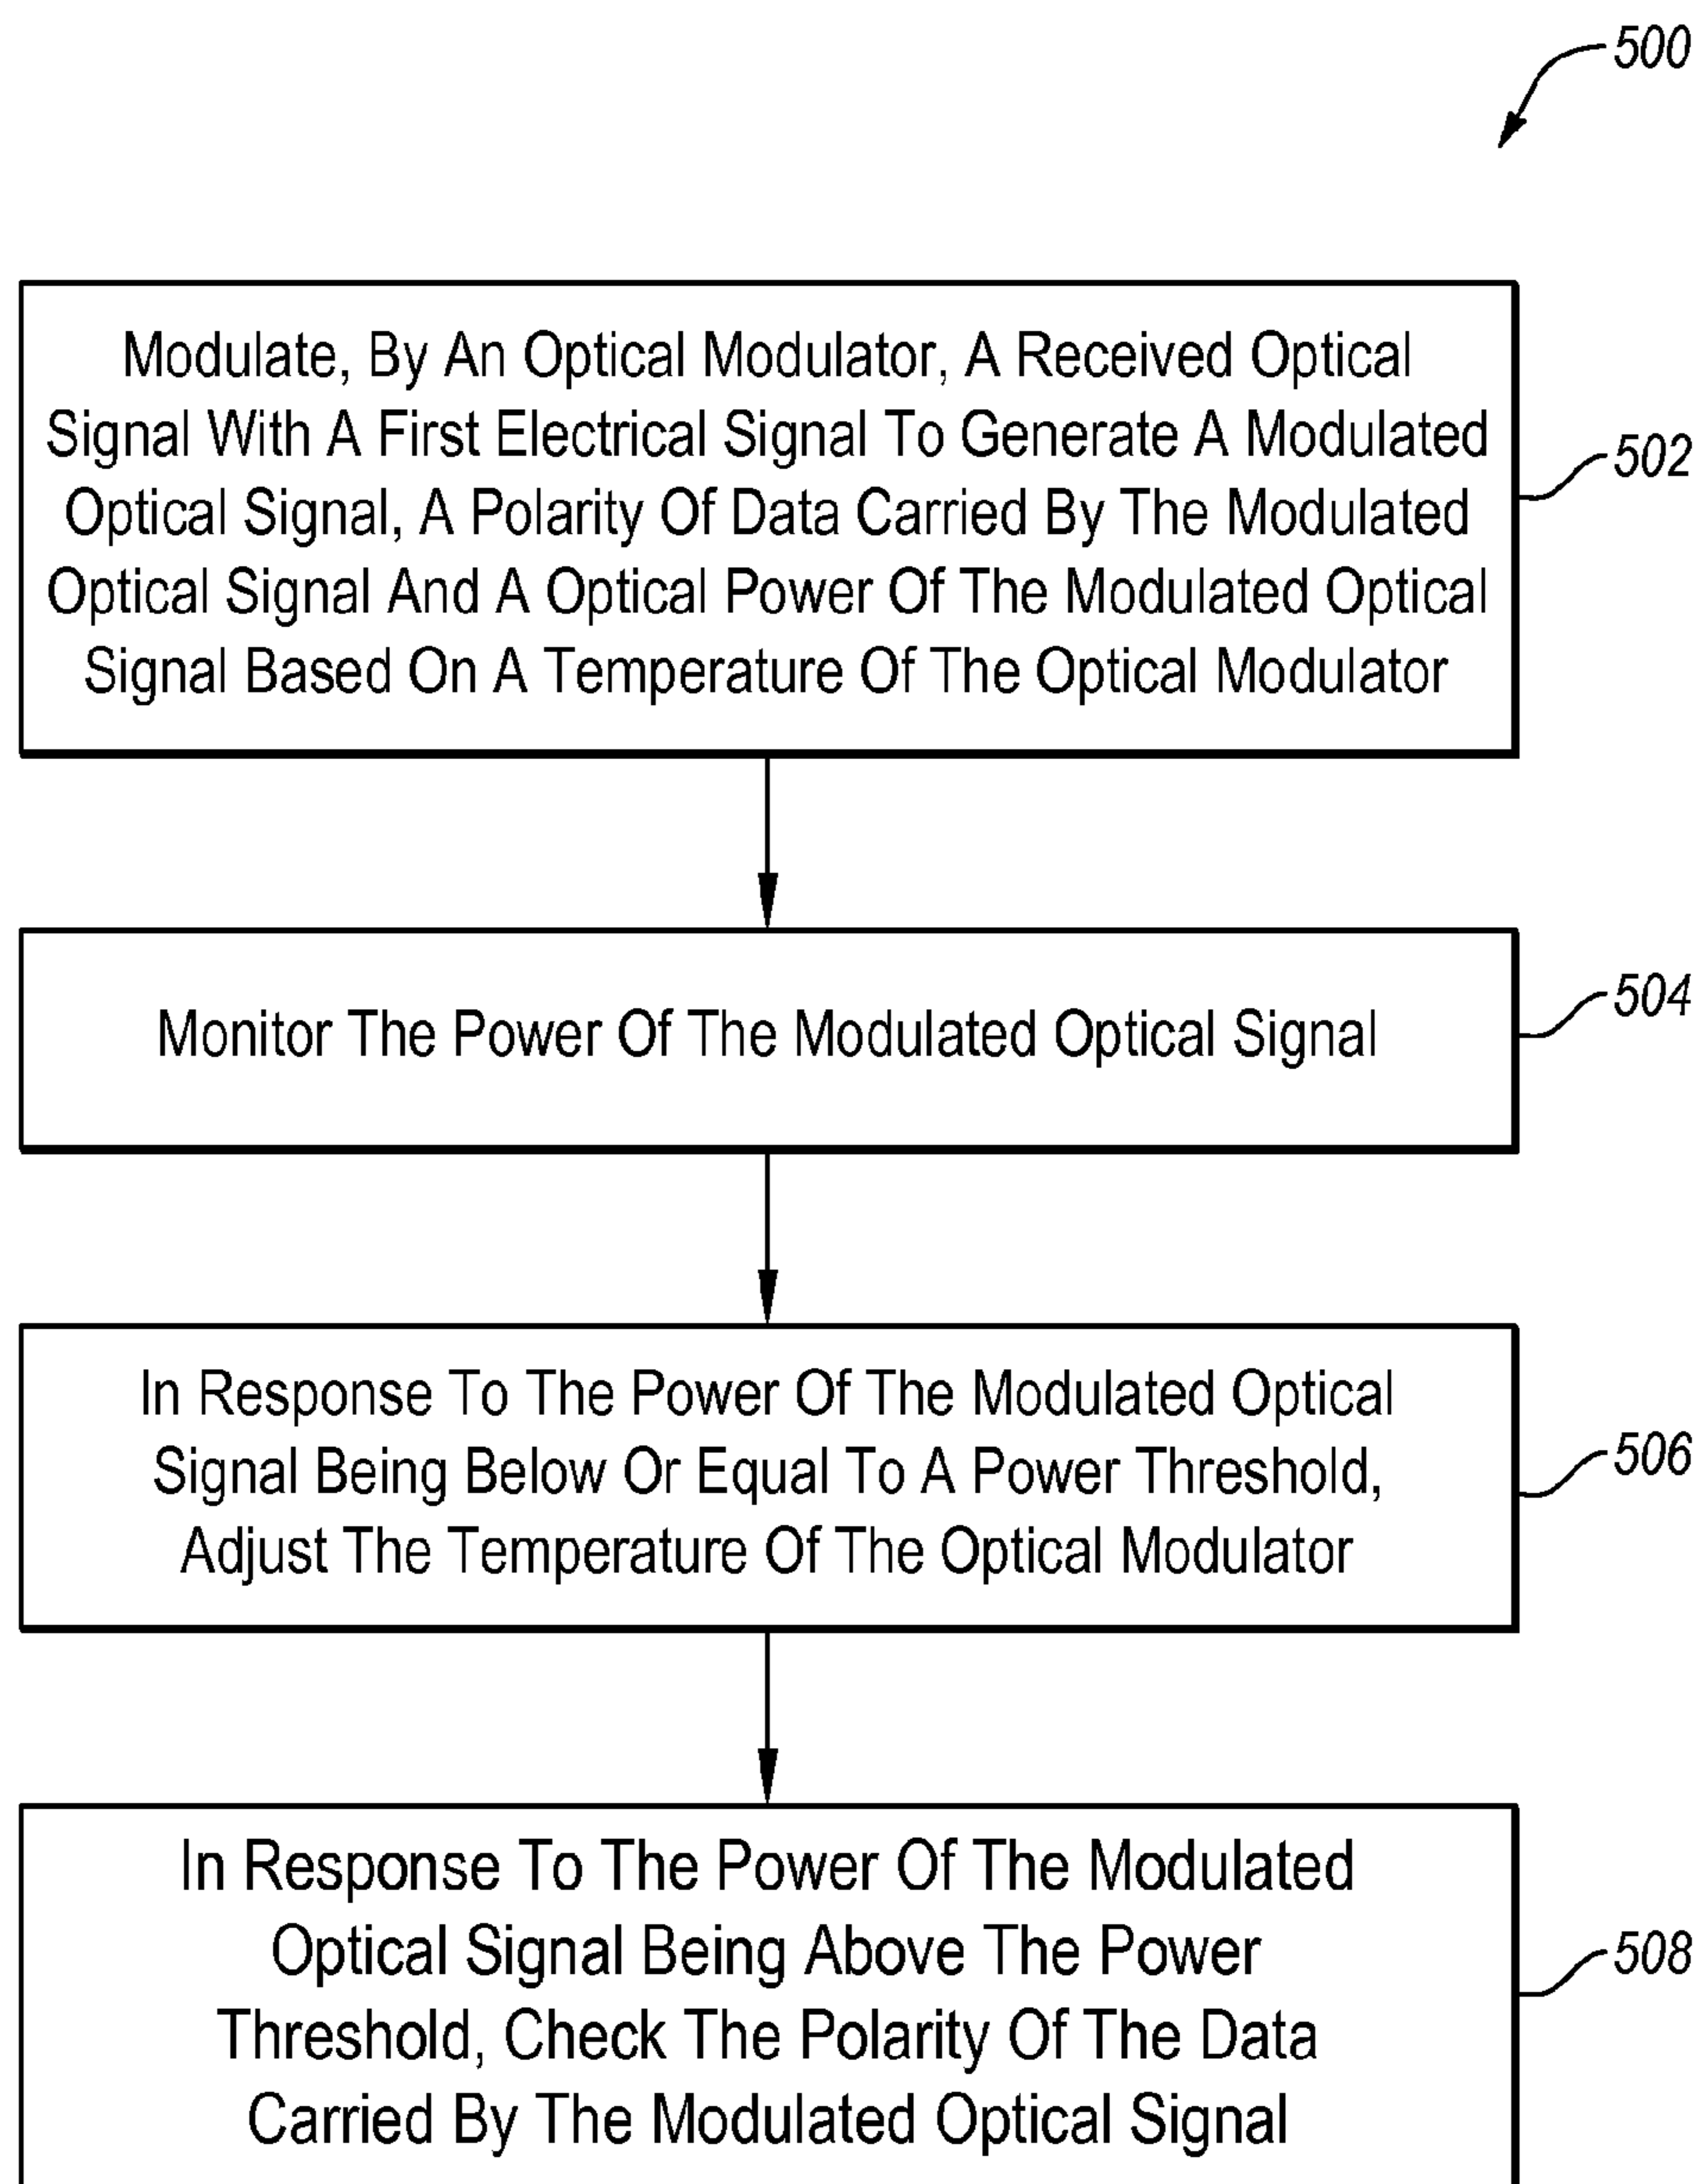 500
Modulate, By An Optical Modulator, A Received Optical
Signal With A First Electrical Signal To Generate A Modulated
Optical Signal, A Polarity Of Data Carried By The Modulated
Optical Signal And A Optical Power Of The Modulated Optical
Signal Based On A Temperature Of The Optical Modulator
502
Monitor The Power Of The Modulated Optical Signal
504
In Response To The Power Of The Modulated Optical
Signal Being Below Or Equal To A Power Threshold,
Adjust The Temperature Of The Optical Modulator
506
In Response To The Power Of The Modulated
Optical Signal Being Above The Power
Threshold, Check The Polarity Of The Data
Carried By The Modulated Optical Signal
508